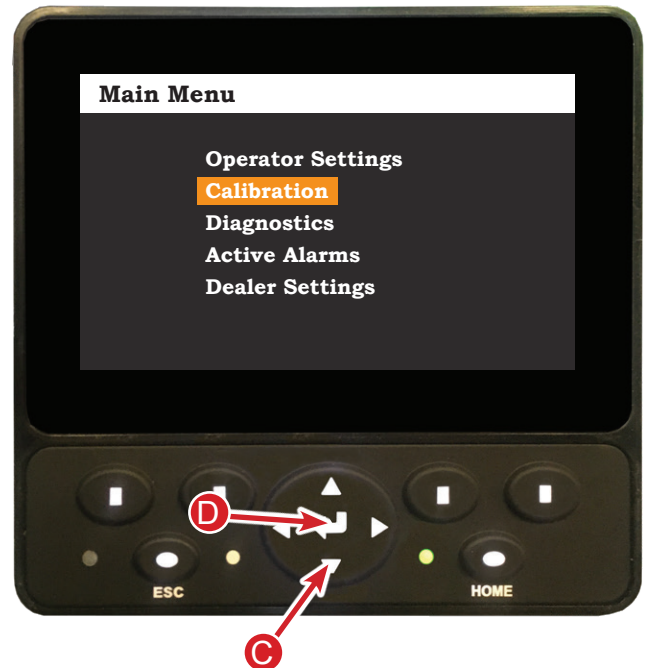 Main Menu
Operator Settings
Calibration
Diagnostics
Active Alarms
Dealer Settings
D
ESC
HOME
C